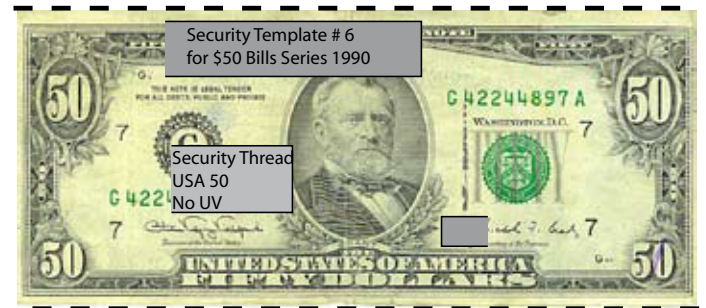 Security Template # 6
for $50 Bills Series 1990
50
50
G
THIS NOTE IS LEGAL TENDER
FOR ALL DEBTS, PUBLIC AND PRIVATE
G 42244897 A
WASHINGTON, D.C.
7
7
Security Thread
USA 50
No UV
G 4224
7
7
50
50
UNITED STATES OF AMERICA
FIFTY DOLLARS